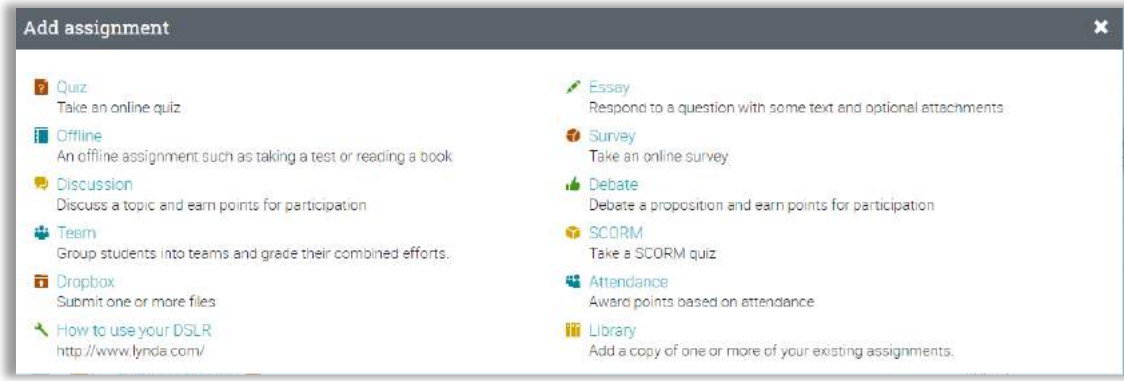 Add assignment
Quiz
Take an online quiz
Offline
An offline assignment such as taking a test or reading a book
Discussion
Discuss a topic and earn points for participation
Team
Group students into teams and grade their combined efforts.
Dropbox
Submit one or more files
How to use your DSLR
http://www.lynda.com/
Essay
Respond to a question with some text and optional attachments
Survey
Take an online survey
Debate
Debate a proposition and earn points for participation
SCORM
Take a SCORM quiz
Attendance
Award points based on attendance
Library
Add a copy of one or more of your existing assignments.